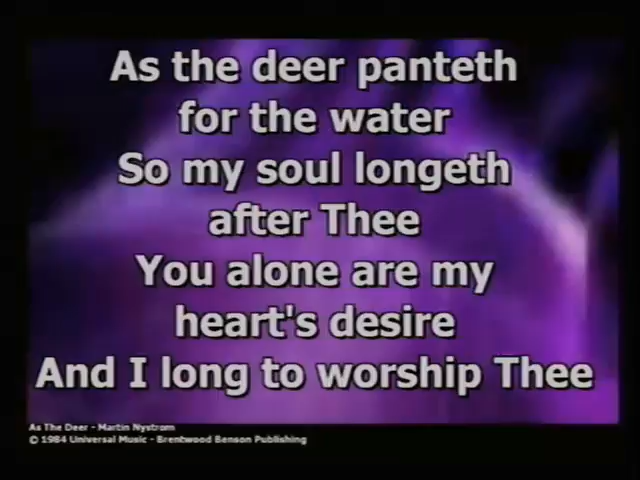 As the deer panteth
for the water
So my soul longeth
after Thee
You alone are my
heart's desire
And I long to worship Thee
As The Deer - Martin Nystrom
© 1984 Universal Music - Brentwood Benson Publishing